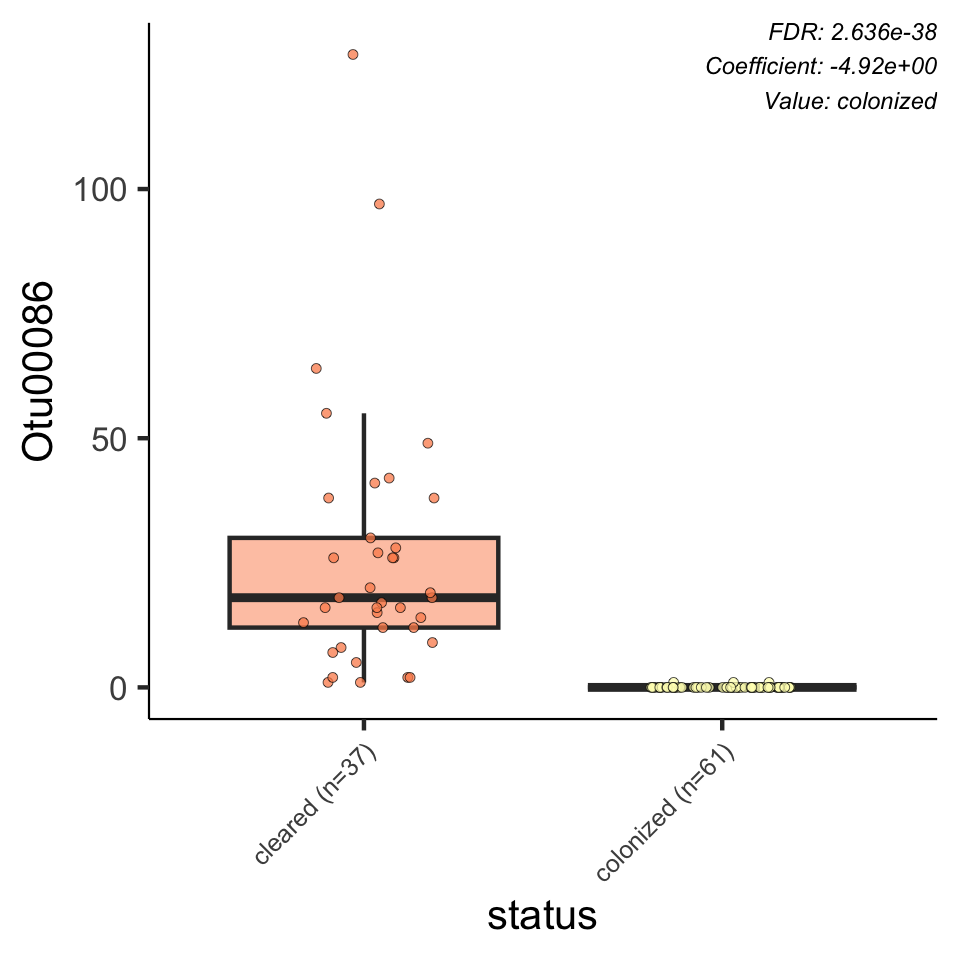 FDR: 2.636e-38
Coefficient: -4.92e+00
Value: colonized
Otu00086
100
50
0
cleared (n=37)
colonized (n=61)
status